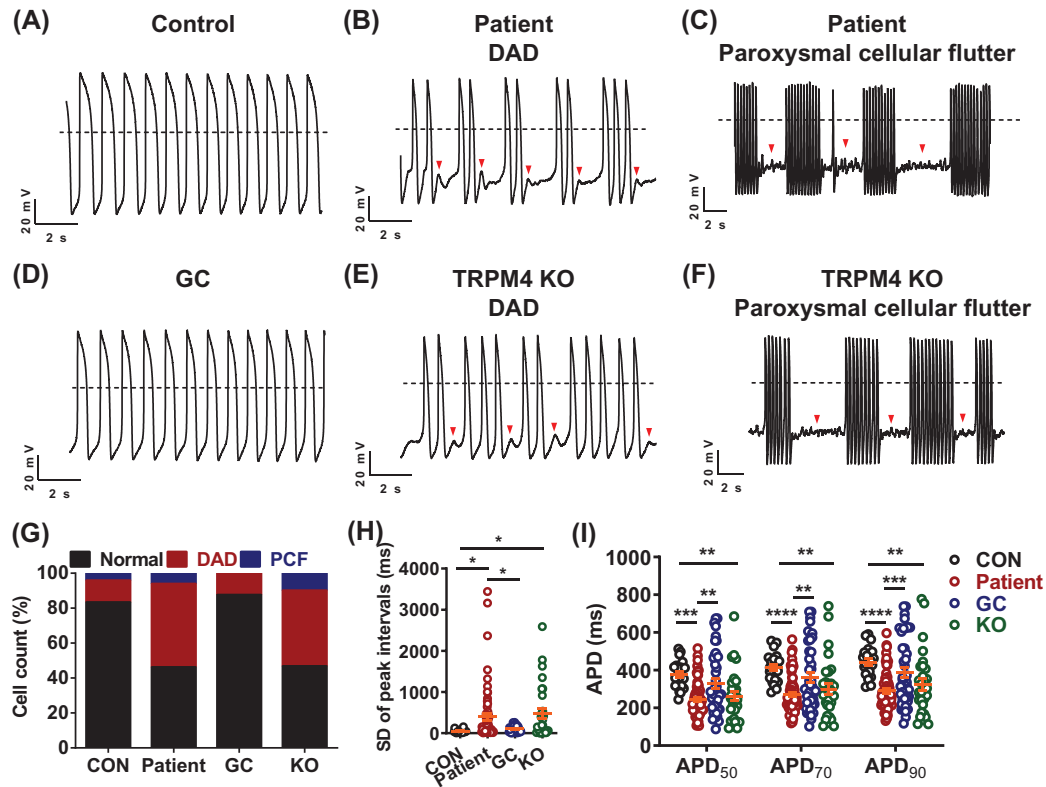 (A)
Control
20 mV
2 s
(B)
Patient
DAD
20 mV
2 s
(C)
Patient
Paroxysmal cellular flutter
20 mV
2 s
(D)
GC
20 mV
2 s
(E)
TRPM4 KO
DAD
20 mV
2 s
(F)
TRPM4 KO
Paroxysmal cellular flutter
20 mV
2 s
(G)
Normal DAD PCF
Cell count (%)
100
80
60
40
20
0
CON Patient GC KO
(H)
SD of peak intervals (ms)
4000
3000
2000
1000
0
*
*
*
CON Patient GC KO
(I)
APD (ms)
1000
800
600
400
200
0
** ** **
** ** ***
*** **** ****
APD50 APD70 APD90
CON
Patient
GC
KO